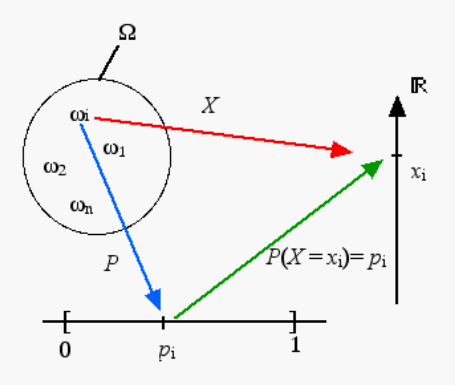 Ω
ℝ
X
ωi
ω₁
ω₂
xᵢ
ωₙ
P
P(X = xᵢ)= pᵢ
0
pᵢ
1